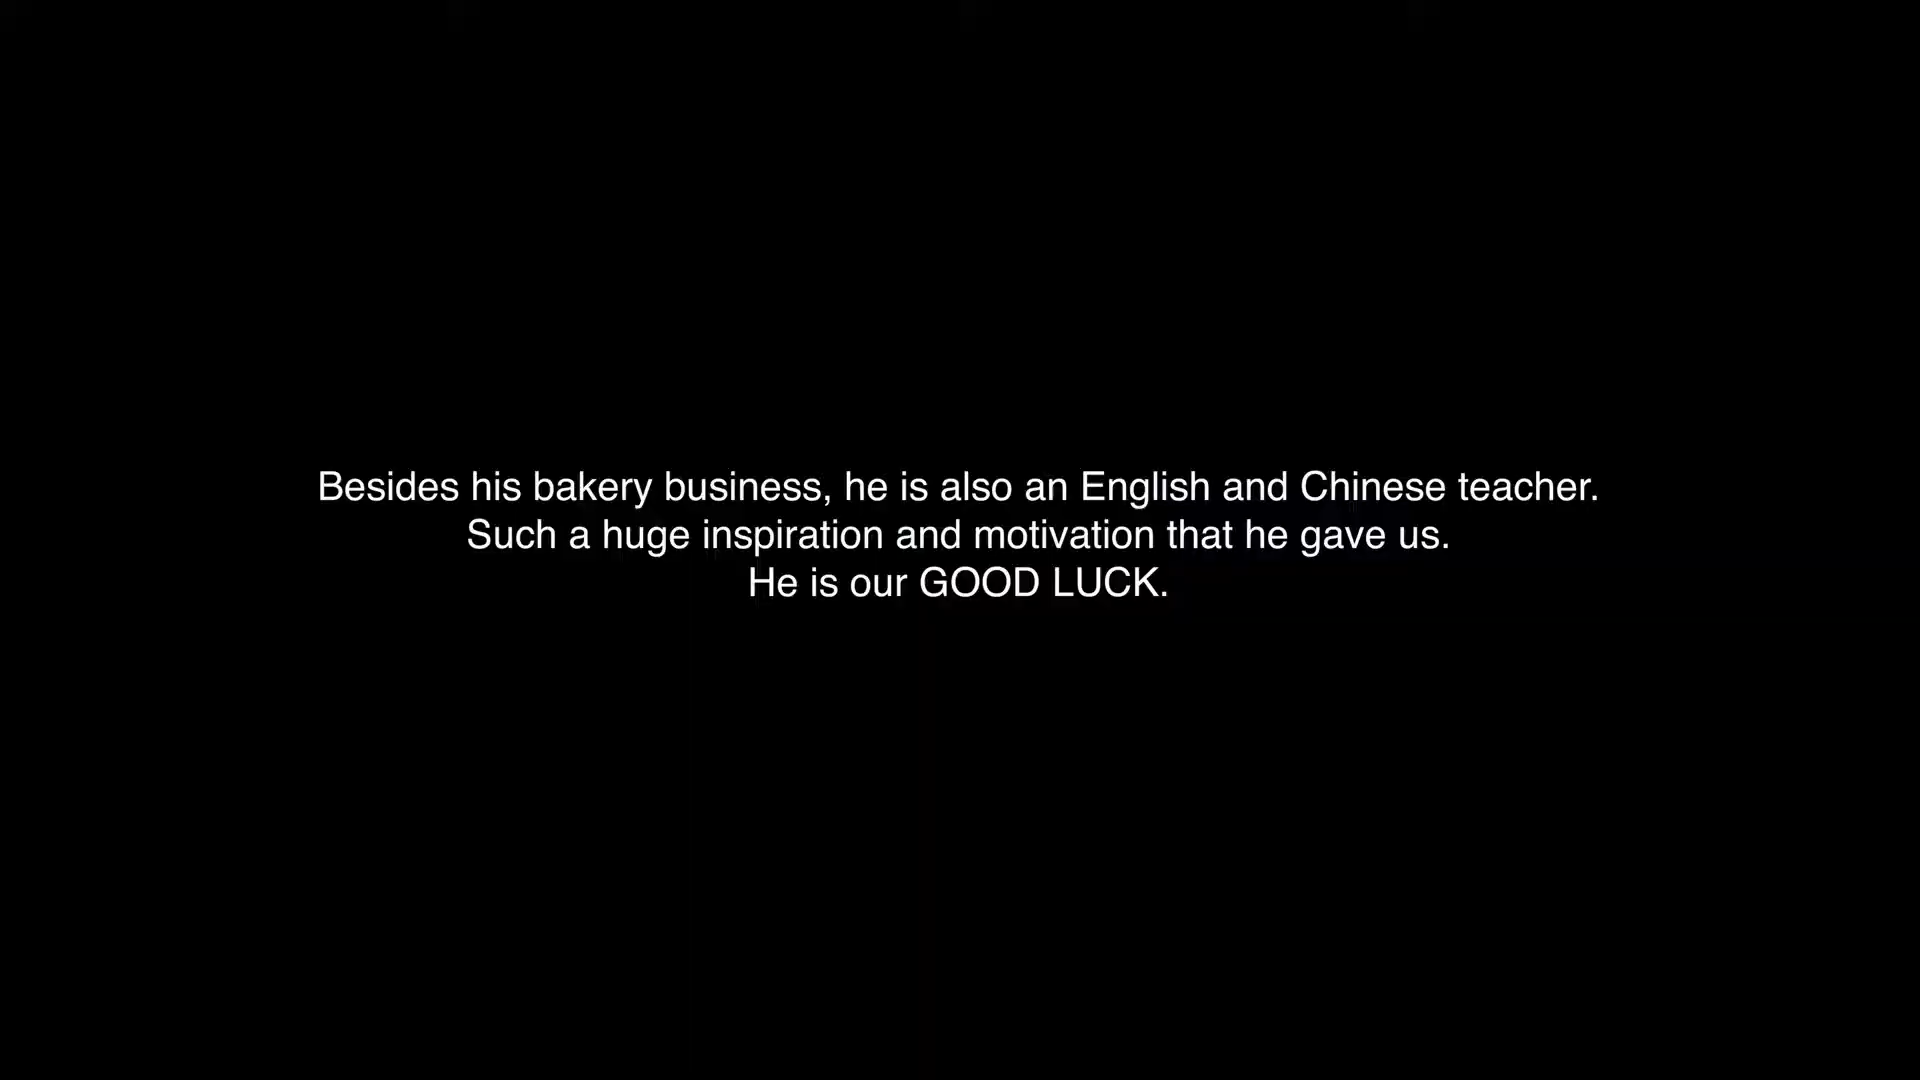 Besides his bakery business, he is also an English and Chinese teacher.
Such a huge inspiration and motivation that he gave us.
He is our GOOD LUCK.